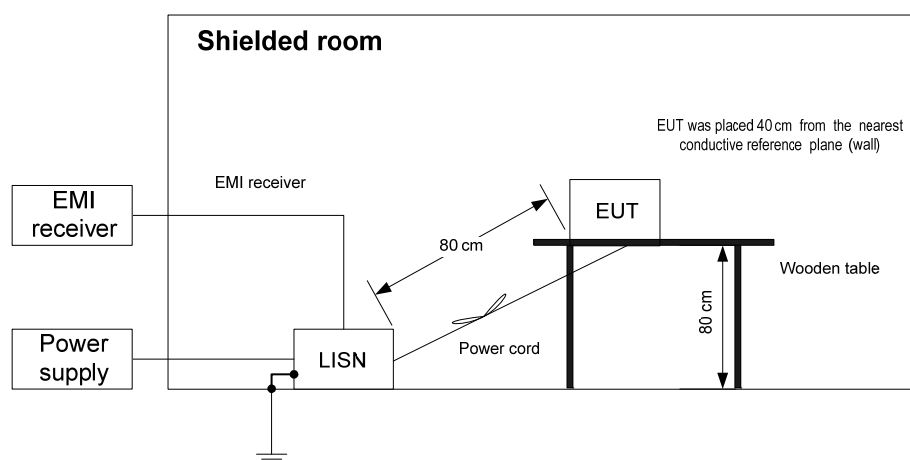 Shielded room
EUT was placed 40 cm from the nearest
conductive reference plane (wall)
EMI receiver
EMI
receiver
EUT
80 cm
Wooden table
80 cm
Power
supply
LISN
Power cord